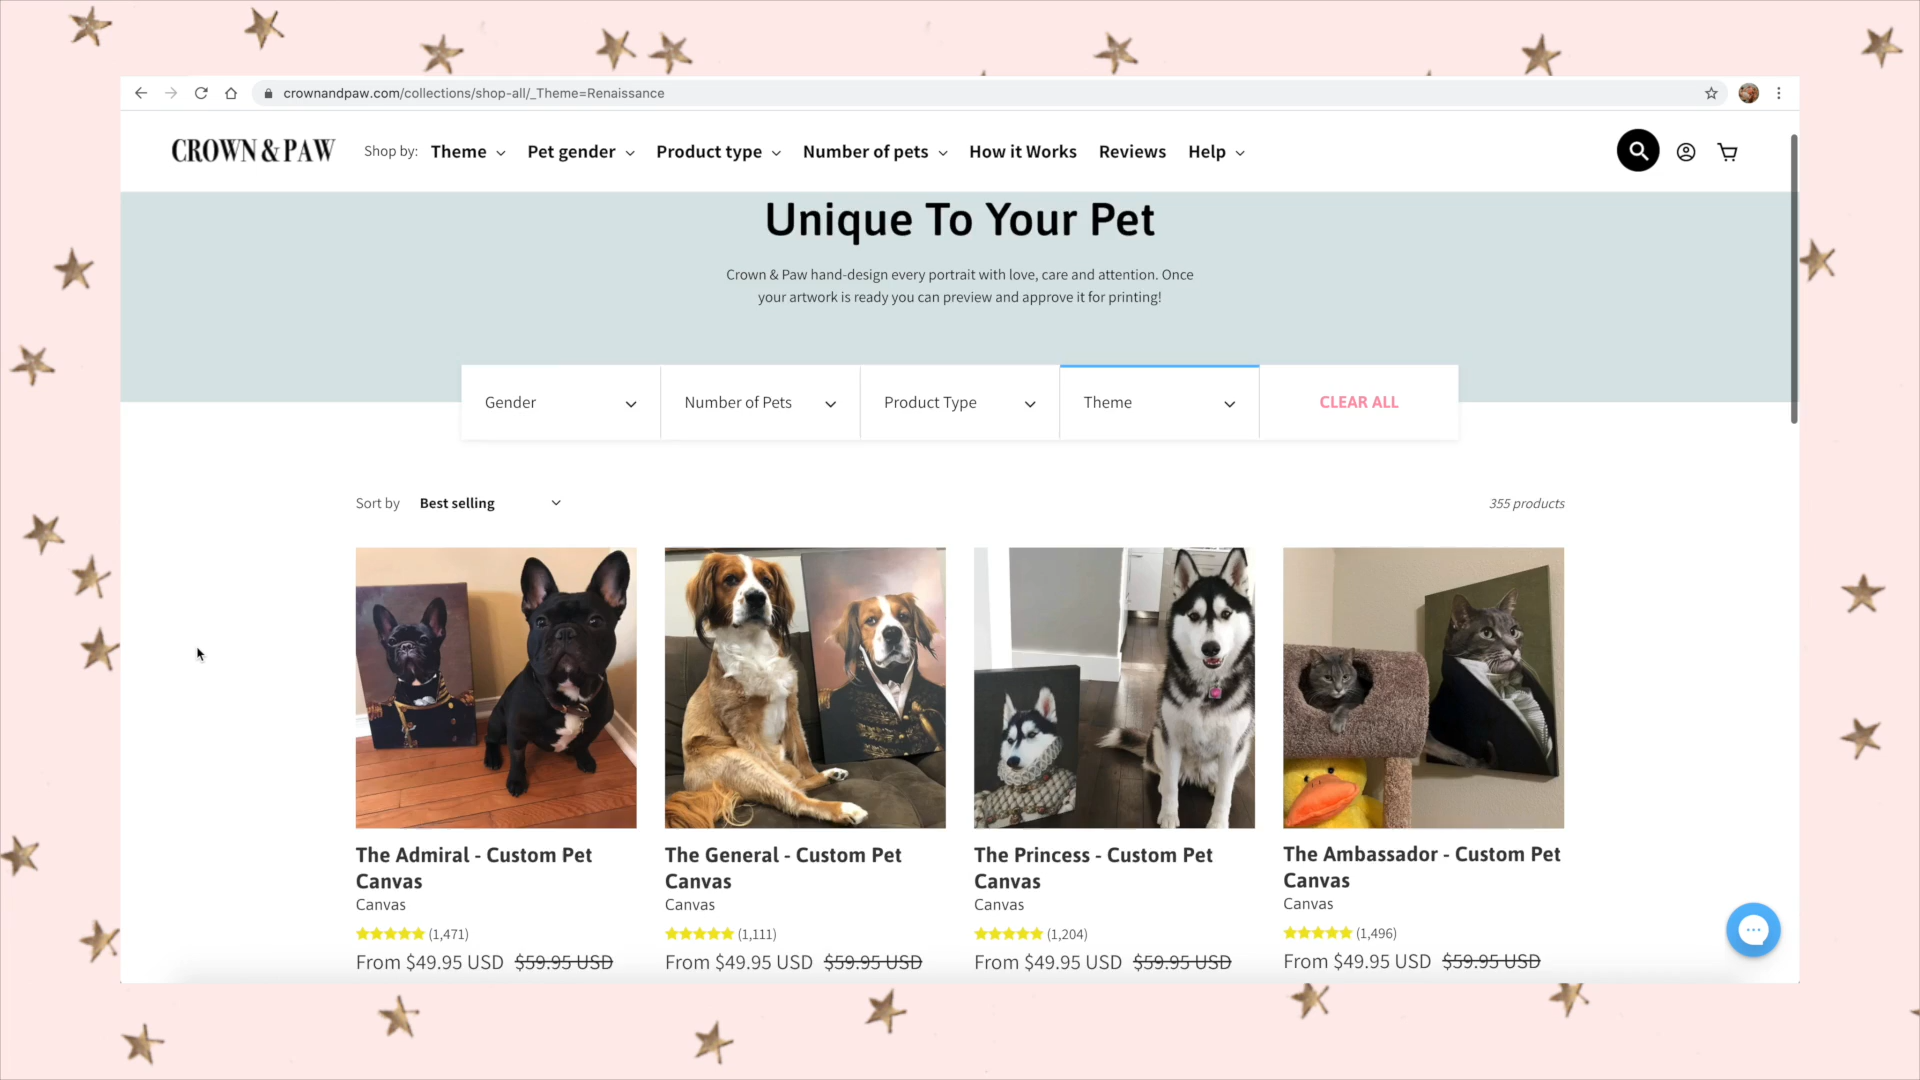 crownandpaw.com/collections/shop-all/_Theme=Renaissance
CROWN & PAW Shop by: Theme Pet gender Product type Number of pets How it Works Reviews Help
Unique To Your Pet
Crown & Paw hand-design every portrait with love, care and attention. Once
your artwork is ready you can preview and approve it for printing!
Gender Number of Pets Product Type Theme CLEAR ALL
Sort by Best selling 355 products
The Admiral - Custom Pet
Canvas
Canvas
(1,471)
From $49.95 USD $59.95 USD
The General - Custom Pet
Canvas
Canvas
(1,111)
From $49.95 USD $59.95 USD
The Princess - Custom Pet
Canvas
Canvas
(1,204)
From $49.95 USD $59.95 USD
The Ambassador - Custom Pet
Canvas
Canvas
(1,496)
From $49.95 USD $59.95 USD